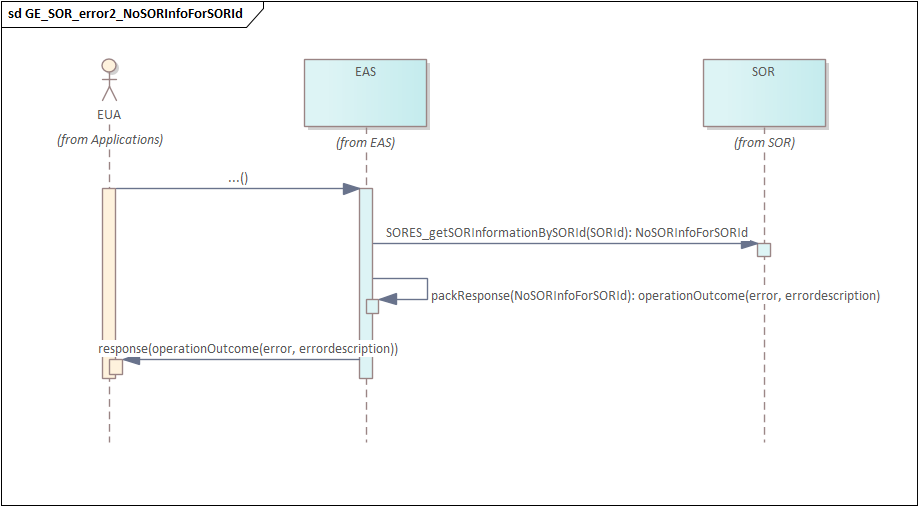 sd GE_SOR_error2_NoSORInfoForSORId
EAS
SOR
EUA
(from Applications)
(from EAS)
(from SOR)
...()
SORES_getSORInformationBySORId(SORId): NoSORInfoForSORId
packResponse(NoSORInfoForSORId): operationOutcome(error, errordescription)
response(operationOutcome(error, errordescription))